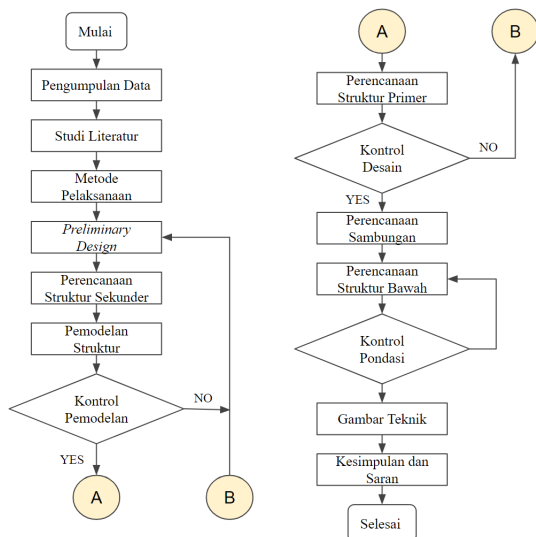 Mulai
Pengumpulan Data
Studi Literatur
Metode
Pelaksanaan
Preliminary
Design
Perencanaan
Struktur Sekunder
Pemodelan
Struktur
Kontrol
Pemodelan
NO
YES
A
B
A
B
Perencanaan
Struktur Primer
Kontrol
Desain
NO
YES
Perencanaan
Sambungan
Perencanaan
Struktur Bawah
Kontrol
Pondasi
Gambar Teknik
Kesimpulan dan
Saran
Selesai